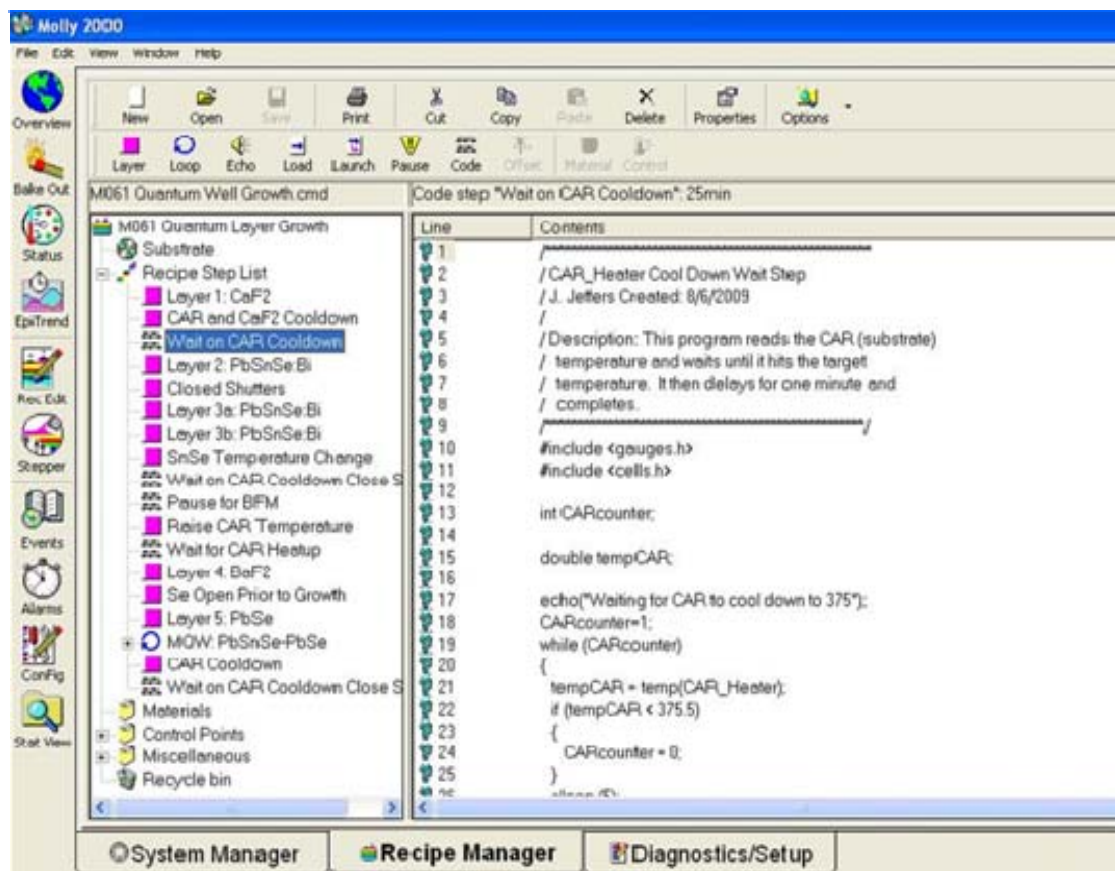 Molly 2000
File Edit View Window Help
Overview
Bake Out
Status
EpiTrend
Rec Edit
Stepper
Events
Alarms
ConFig
Stat View
New Open Save Print Cut Copy Paste Delete Properties Options
Layer Loop Echo Load Launch Pause Code Offset Material Control
M061 Quantum Well Growth.cmd
Code step "Wait on CAR Cooldown": 25min
M061 Quantum Layer Growth
Substrate
Recipe Step List
Layer 1: CaF2
CAR and CaF2 Cooldown
Wait on CAR Cooldown
Layer 2: PbSnSe:Bi
Closed Shutters
Layer 3a: PbSnSe:Bi
Layer 3b: PbSnSe:Bi
SnSe Temperature Change
Wait on CAR Cooldown Close S
Pause for BFM
Raise CAR Temperature
Wait for CAR Heatup
Layer 4: BaF2
Se Open Prior to Growth
Layer 5: PbSe
MQW: PbSnSe-PbSe
CAR Cooldown
Wait on CAR Cooldown Close S
Materials
Control Points
Miscellaneous
Recycle bin
Line Contents
1
2 / CAR_Heater Cool Down Wait Step
3 / J. Jeffers Created: 8/6/2009
4 /
5 / Description: This program reads the CAR (substrate)
6 / temperature and waits until it hits the target
7 / temperature. It then delays for one minute and
8 / completes.
9
10 #include <gauges.h>
11 #include <cells.h>
12
13 int CARcounter;
14
15 double tempCAR;
16
17 echo("Waiting for CAR to cool down to 375");
18 CARcounter=1;
19 while (CARcounter)
20 {
21 tempCAR = temp(CAR_Heater);
22 if (tempCAR < 375.5)
23 {
24 CARcounter = 0;
25 }
System Manager
Recipe Manager
Diagnostics/Setup